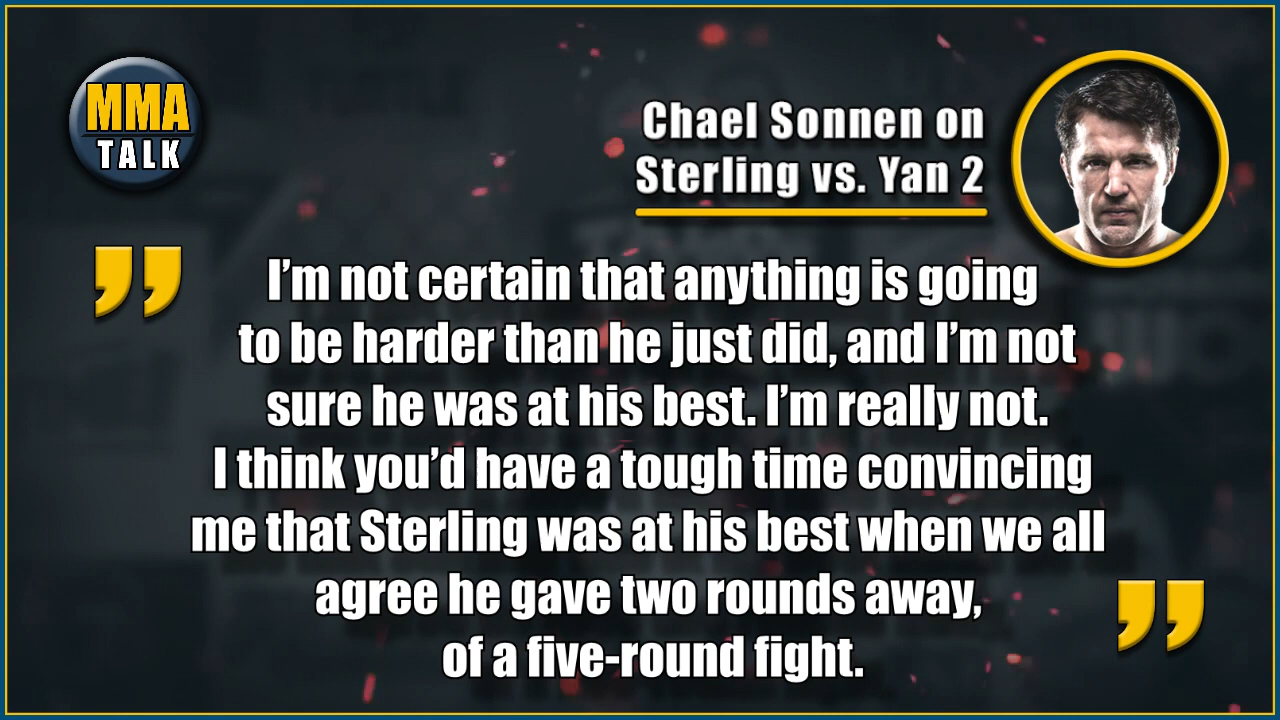 MMA
TALK
Chael Sonnen on
Sterling vs. Yan 2
”
I’m not certain that anything is going
to be harder than he just did, and I’m not
sure he was at his best. I’m really not.
I think you’d have a tough time convincing
me that Sterling was at his best when we all
agree he gave two rounds away,
of a five-round fight.
”